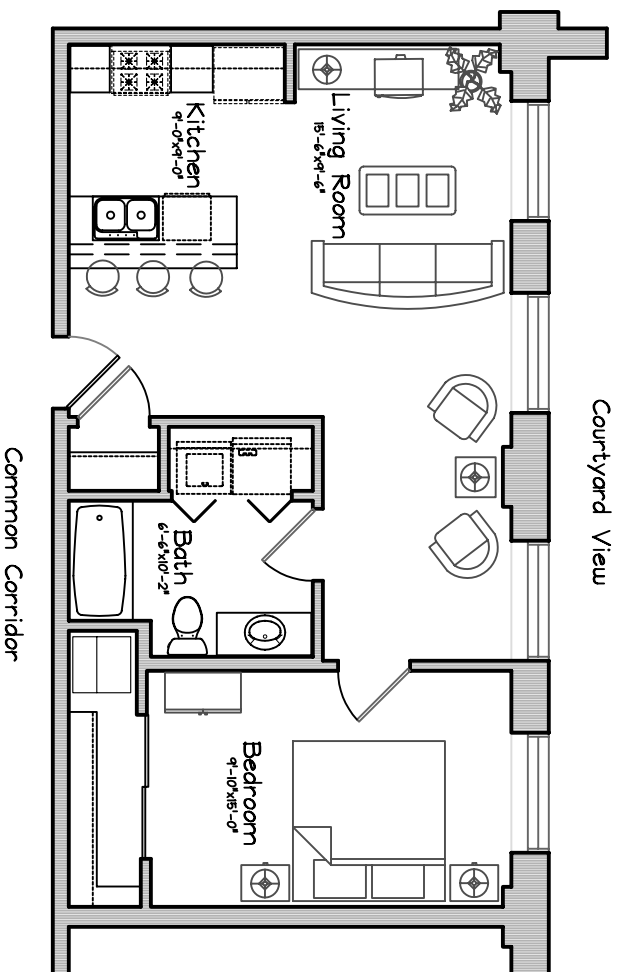 Kitchen
9'-0"x9'-0"
Living Room
15'-6"x9'-6"
Courtyard View
Common Corridor
Bath
6'-6"x10'-2"
Bedroom
9'-10"x15'-0"